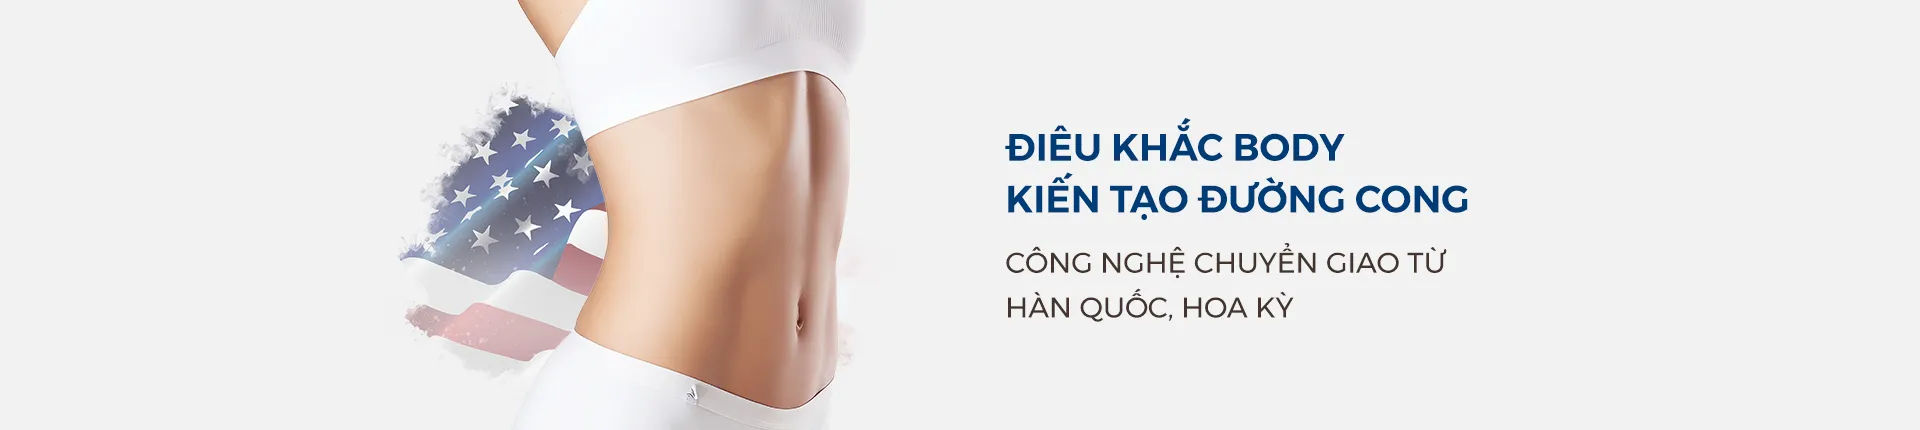 ĐIÊU KHẮC BODY
KIẾN TẠO ĐƯỜNG CONG
CÔNG NGHỆ CHUYỂN GIAO TỪ
HÀN QUỐC, HOA KỲ